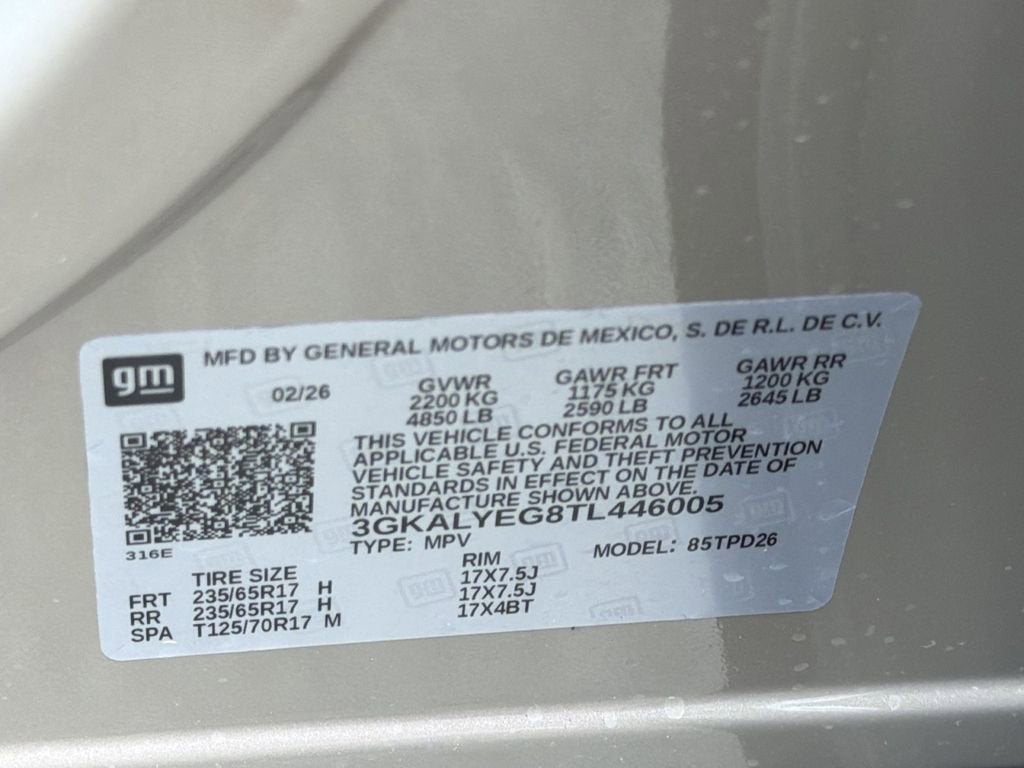 gm
MFD BY GENERAL MOTORS DE MEXICO, S. DE R.L. DE C.V.
02/26
GVWR
2200 KG
4850 LB
GAWR FRT
1175 KG
2590 LB
GAWR RR
1200 KG
2645 LB
THIS VEHICLE CONFORMS TO ALL
APPLICABLE U.S. FEDERAL MOTOR
VEHICLE SAFETY AND THEFT PREVENTION
STANDARDS IN EFFECT ON THE DATE OF
MANUFACTURE SHOWN ABOVE.
3GKALYEG8TL446005
TYPE: MPV
MODEL: 85TPD26
316E
TIRE SIZE RIM
FRT 235/65R17 H 17X7.5J
RR 235/65R17 H 17X7.5J
SPA T125/70R17 M 17X4BT